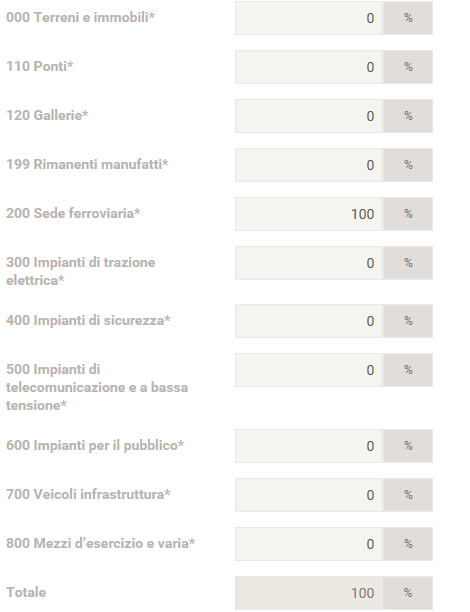 000 Terreni e immobili* 0 %
110 Ponti* 0 %
120 Gallerie* 0 %
199 Rimanenti manufatti* 0 %
200 Sede ferroviaria* 100 %
300 Impianti di trazione 0 %
elettrica*
400 Impianti di sicurezza* 0 %
500 Impianti di 0 %
telecomunicazione e a bassa
tensione*
600 Impianti per il pubblico* 0 %
700 Veicoli infrastruttura* 0 %
800 Mezzi d'esercizio e varia* 0 %
Totale 100 %